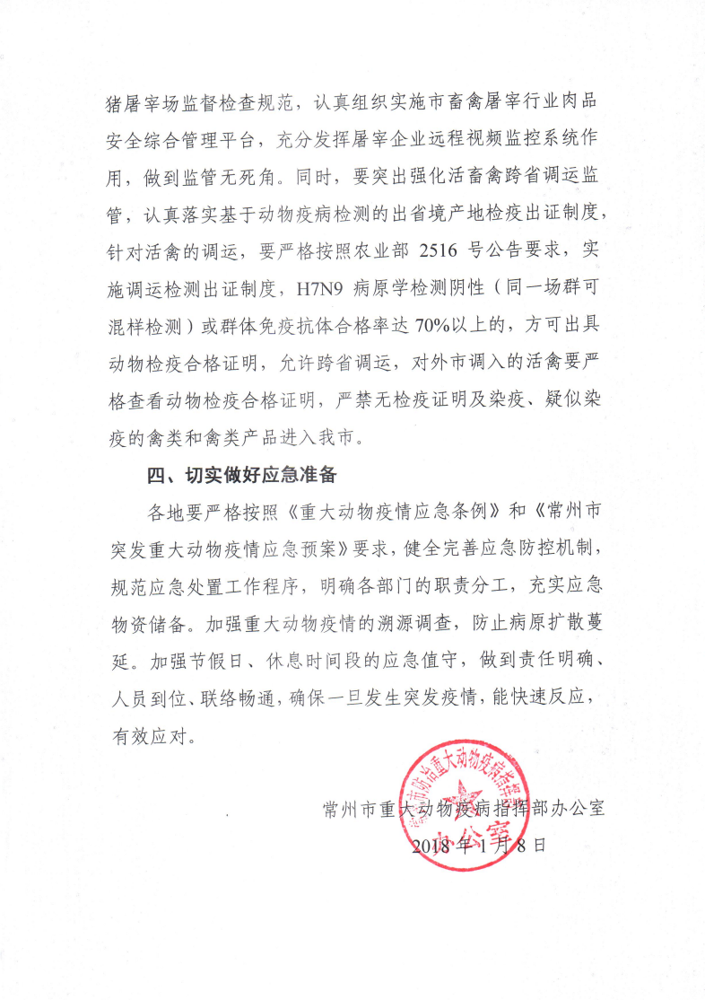 猪屠宰场监督检查规范，认真组织实施市畜禽屠宰行业肉品
安全综合管理平台，充分发挥屠宰企业远程视频监控系统作
用，做到监管无死角。同时，要突出强化活畜禽跨省调运监
管，认真落实基于动物疫病检测的出省境产地检疫出证制度，
针对活禽的调运，要严格按照农业部 2516 号公告要求，实
施调运检测出证制度，H7N9 病原学检测阴性（同一场群可
混样检测）或群体免疫抗体合格率达 70%以上的，方可出具
动物检疫合格证明，允许跨省调运，对外市调入的活禽要严
格查看动物检疫合格证明，严禁无检疫证明及染疫、疑似染
疫的禽类和禽类产品进入我市。
四、切实做好应急准备
各地要严格按照《重大动物疫情应急条例》和《常州市
突发重大动物疫情应急预案》要求，健全完善应急防控机制，
规范应急处置工作程序，明确各部门的职责分工，充实应急
物资储备。加强重大动物疫情的溯源调查，防止病原扩散蔓
延。加强节假日、休息时间段的应急值守，做到责任明确、
人员到位、联络畅通，确保一旦发生突发疫情，能快速反应，
有效应对。
常州市防治重大动物疫病指挥部
常州市重大动物疫病指挥部办公室
办公室
2018 年 1 月 8 日